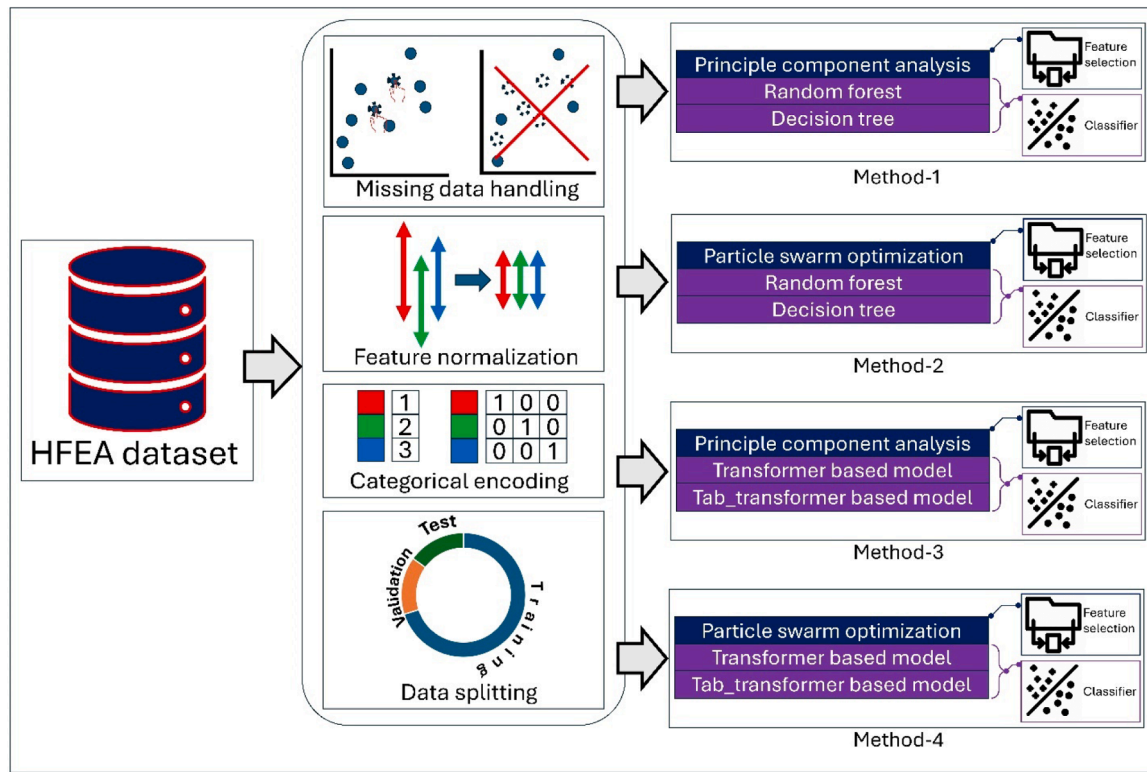 HFEA dataset
Missing data handling
Feature normalization
1
2
3
1 0 0
0 1 0
0 0 1
Categorical encoding
Test
Validation
Training
Data splitting
Principle component analysis
Random forest
Decision tree
Feature
selection
Classifier
Method-1
Particle swarm optimization
Random forest
Decision tree
Feature
selection
Classifier
Method-2
Principle component analysis
Transformer based model
Tab_transformer based model
Feature
selection
Classifier
Method-3
Particle swarm optimization
Transformer based model
Tab_transformer based model
Feature
selection
Classifier
Method-4